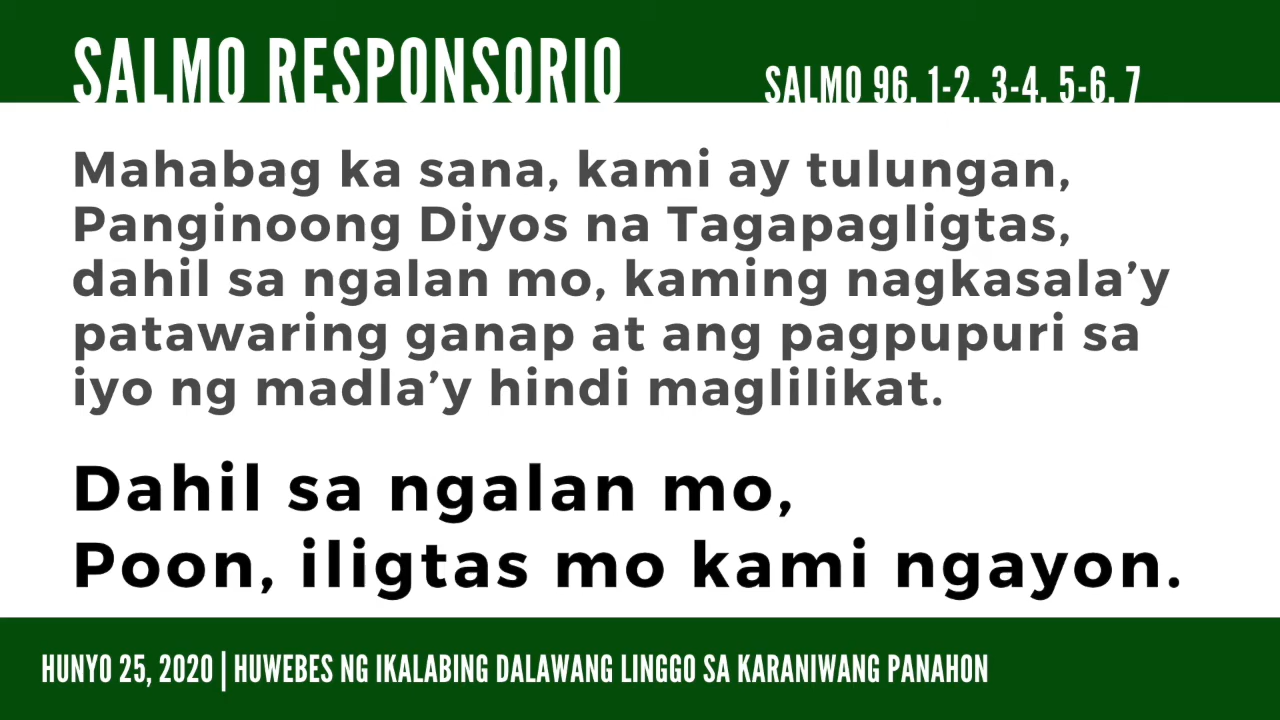 SALMO RESPONSORIO
SALMO 96, 1-2, 3-4, 5-6, 7
Mahabag ka sana, kami ay tulungan,
Panginoong Diyos na Tagapagligtas,
dahil sa ngalan mo, kaming nagkasala’y
patawaring ganap at ang pagpupuri sa
iyo ng madla’y hindi maglilikat.
Dahil sa ngalan mo,
Poon, iligtas mo kami ngayon.
HUNYO 25, 2020 | HUWEBES NG IKALABING DALAWANG LINGGO SA KARANIWANG PANAHON